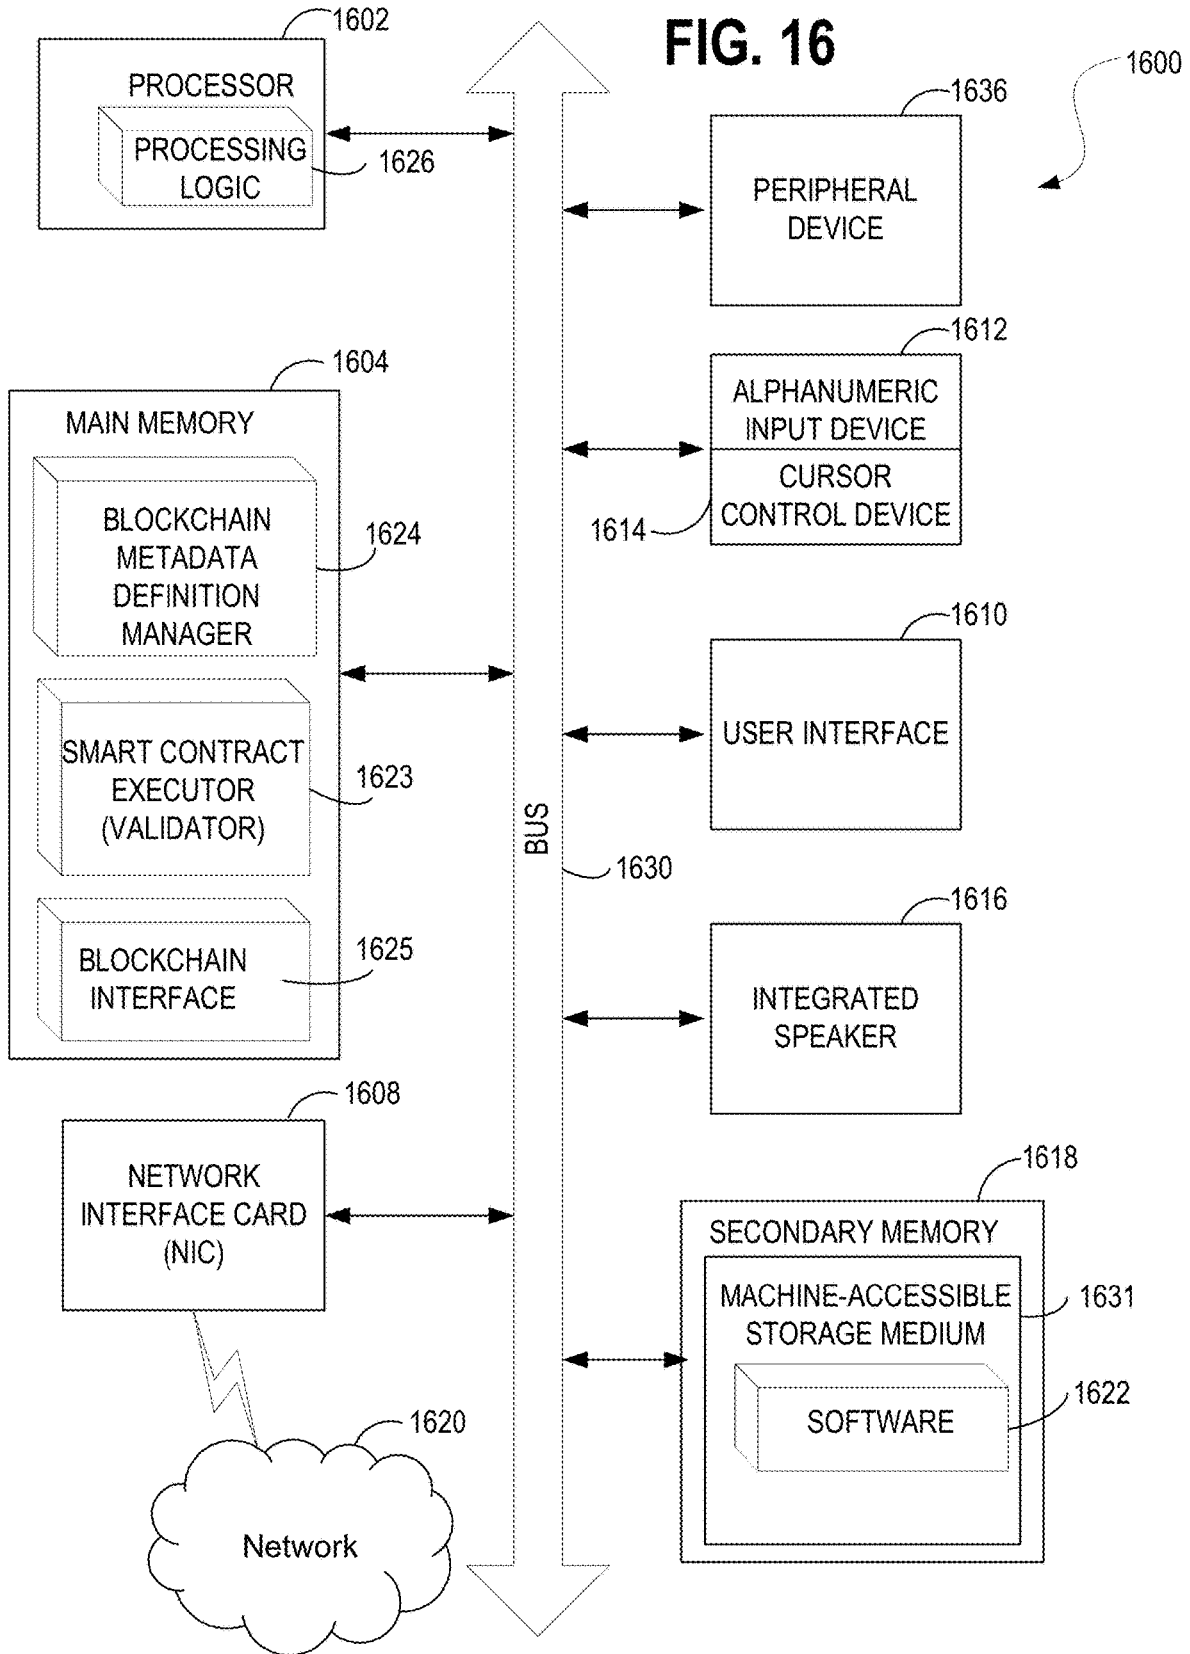 FIG. 16
1600
1602
PROCESSOR
PROCESSING
LOGIC
1626
1604
MAIN MEMORY
BLOCKCHAIN
METADATA
DEFINITION
MANAGER
1624
SMART CONTRACT
EXECUTOR
(VALIDATOR)
1623
BLOCKCHAIN
INTERFACE
1625
1608
NETWORK
INTERFACE CARD
(NIC)
1620
Network
BUS
1630
1636
PERIPHERAL
DEVICE
1612
ALPHANUMERIC
INPUT DEVICE
CURSOR
CONTROL DEVICE
1614
1610
USER INTERFACE
1616
INTEGRATED
SPEAKER
1618
SECONDARY MEMORY
MACHINE-ACCESSIBLE
STORAGE MEDIUM
1631
SOFTWARE
1622